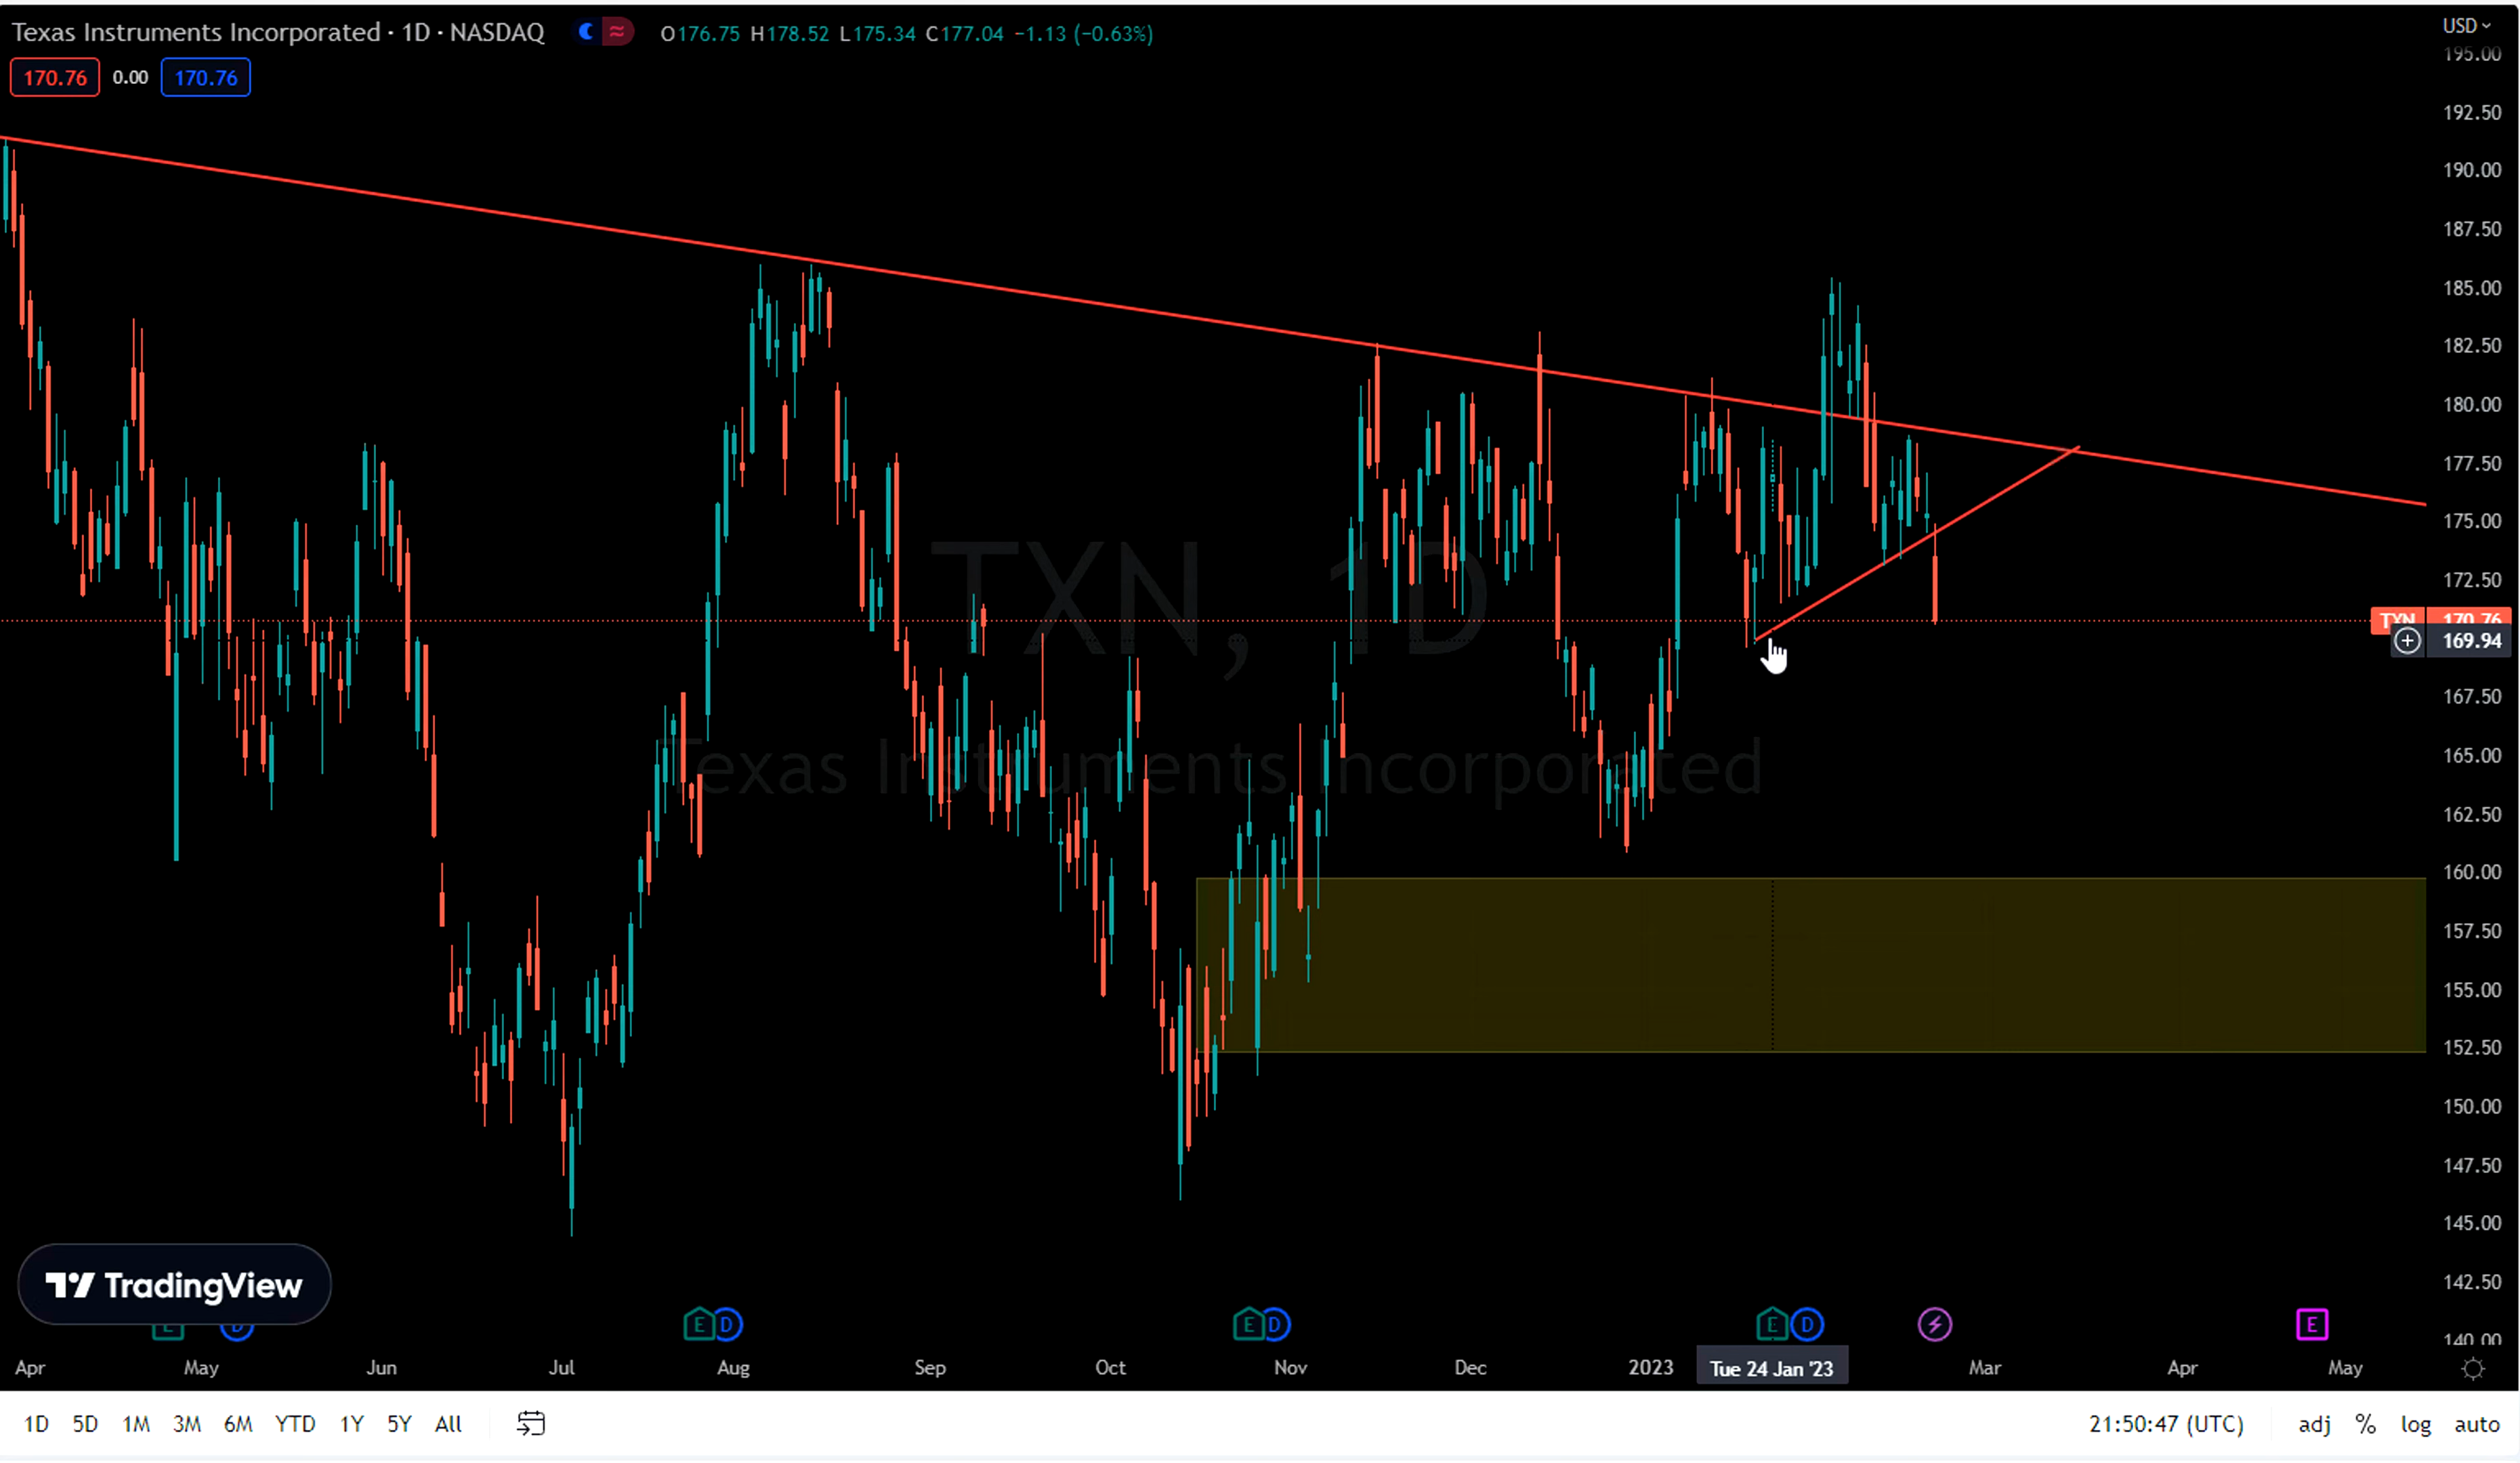 Texas Instruments Incorporated · 1D · NASDAQ O176.75 H178.52 L175.34 C177.04 −1.13 (−0.63%)
USD
170.76 0.00 170.76
195.00
192.50
190.00
187.50
185.00
182.50
180.00
177.50
175.00
172.50
TXN 170.76
169.94
167.50
165.00
162.50
160.00
157.50
155.00
152.50
150.00
147.50
145.00
142.50
140.00
TXN, 1D
Texas Instruments Incorporated
TradingView
E D E D E D E D E
Apr May Jun Jul Aug Sep Oct Nov Dec 2023 Tue 24 Jan '23 Mar Apr May
1D 5D 1M 3M 6M YTD 1Y 5Y All 21:50:47 (UTC) adj % log auto